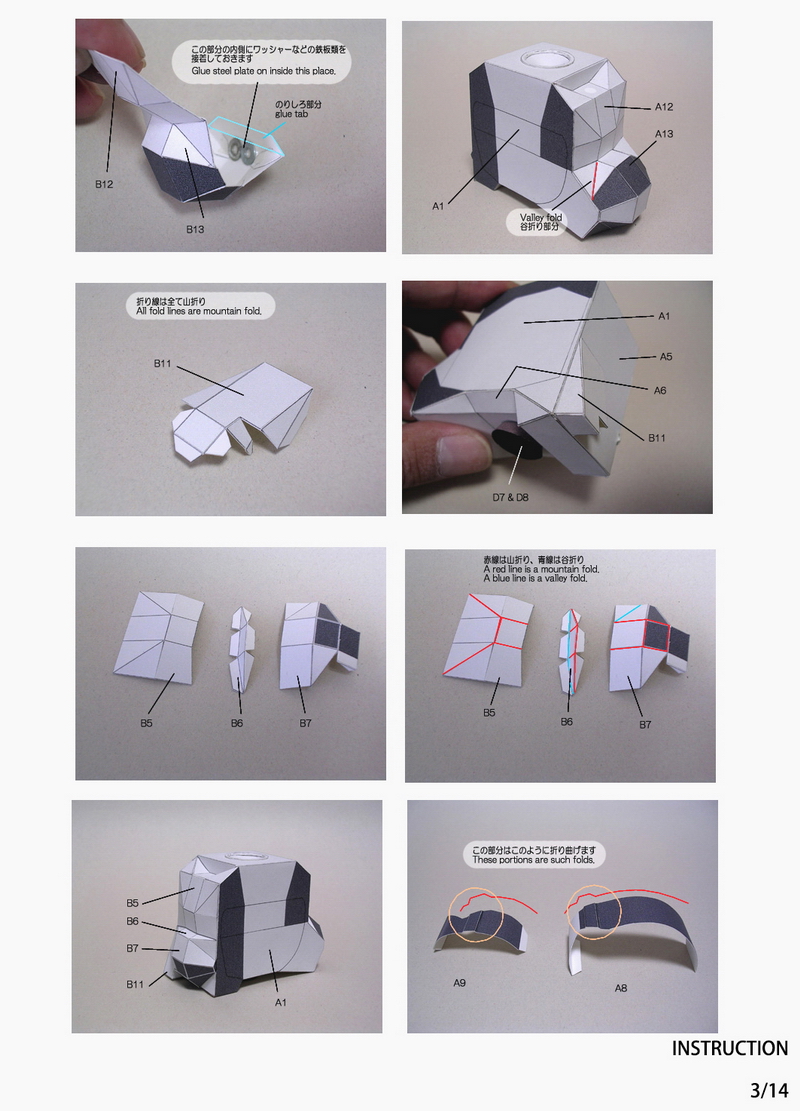 この部分の内側にワッシャーなどの鉄板類を
接着しておきます
Glue steel plate on inside this place.
のりしろ部分
glue tab
B12
B13
A12
A13
A1
Valley fold
谷折り部分
折り線は全て山折り
All fold lines are mountain fold.
B11
A1
A5
A6
B11
D7 & D8
B5
B6
B7
赤線は山折り、青線は谷折り
A red line is a mountain fold.
A blue line is a valley fold.
B5
B6
B7
B5
B6
B7
B11
A1
この部分はこのように折り曲げます
These portions are such folds.
A9
A8
INSTRUCTION
3/14